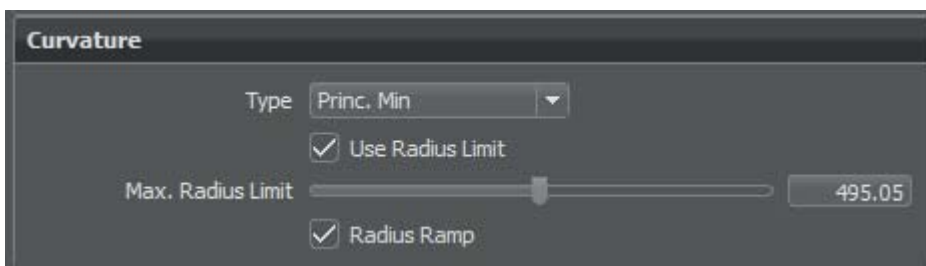 Curvature
Type Princ. Min
Use Radius Limit
Max. Radius Limit 495.05
Radius Ramp